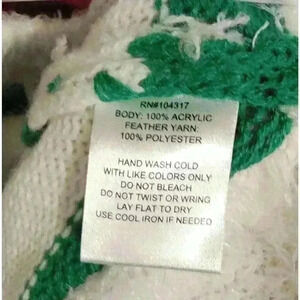 RN#104317
BODY: 100% ACRYLIC
FEATHER YARN:
100% POLYESTER
HAND WASH COLD
WITH LIKE COLORS ONLY
DO NOT BLEACH
DO NOT TWIST OR WRING
LAY FLAT TO DRY
USE COOL IRON IF NEEDED